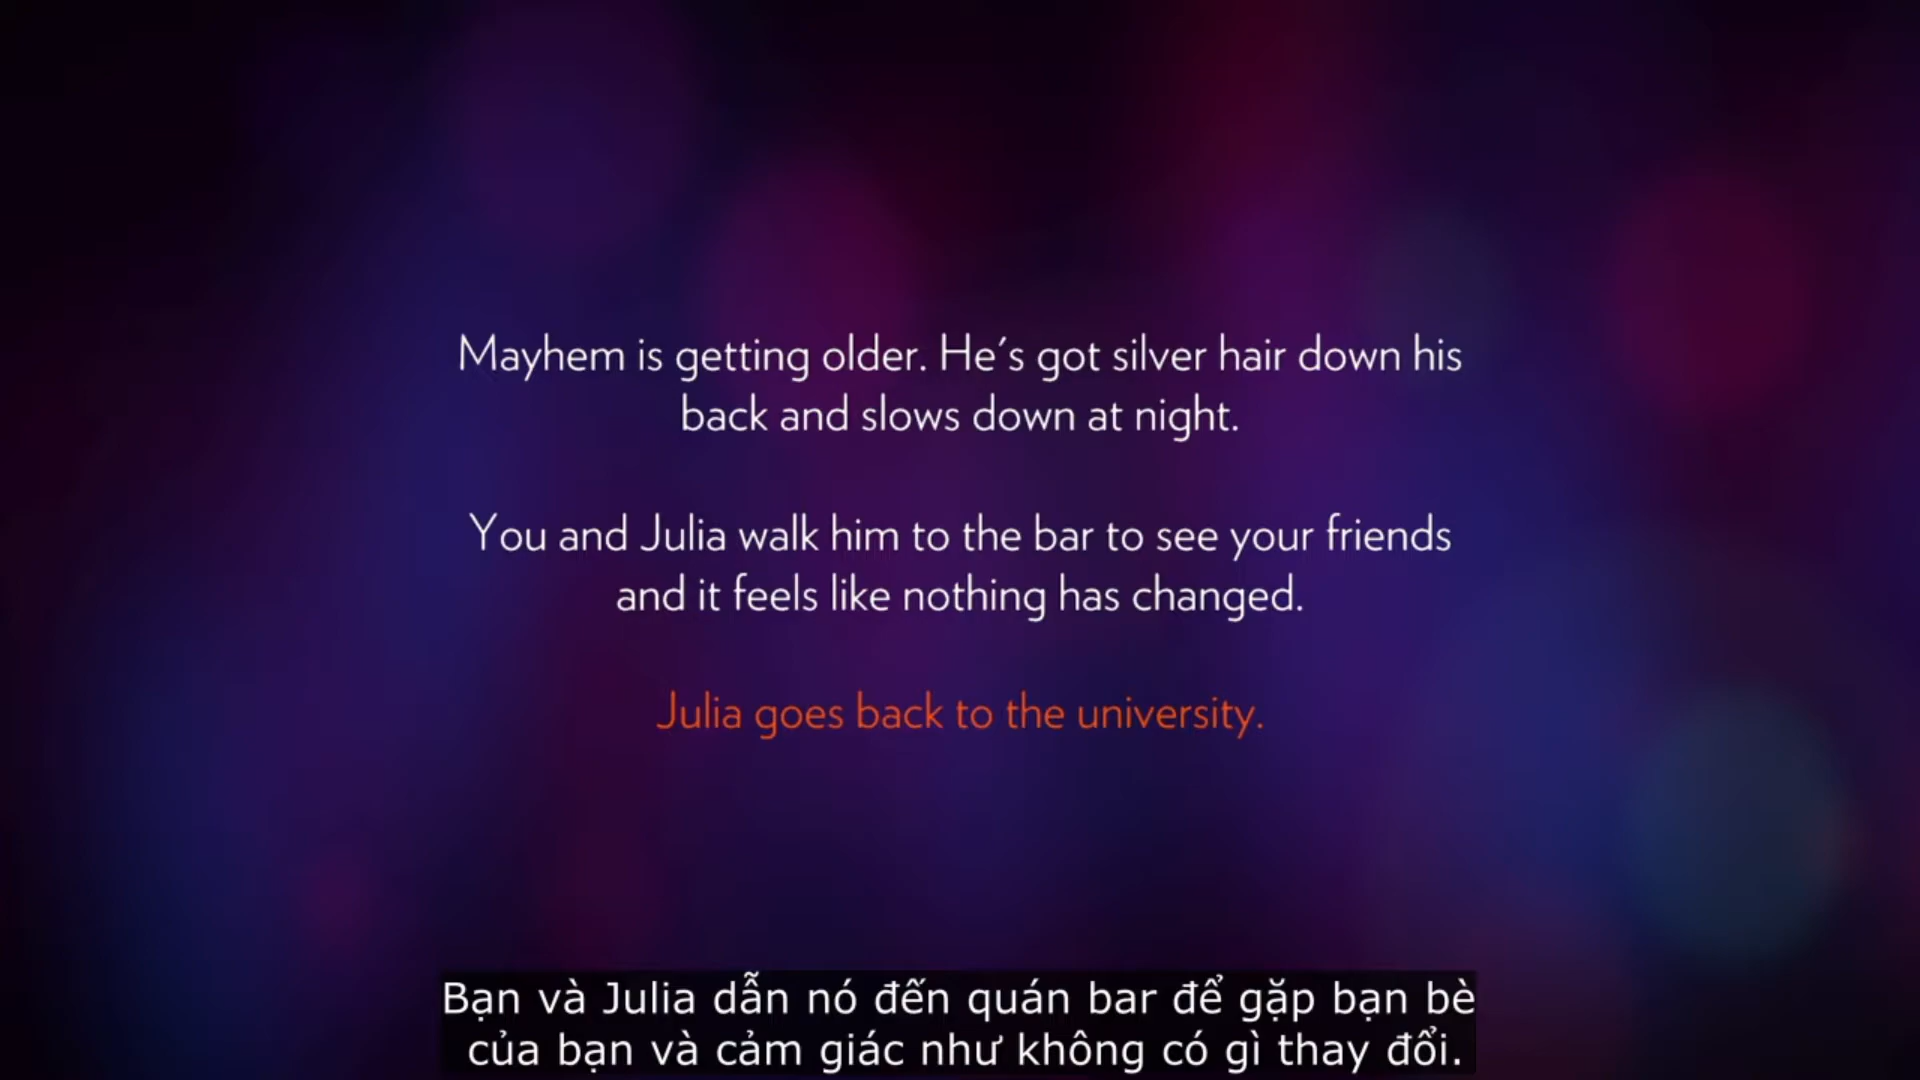 Mayhem is getting older. He's got silver hair down his
back and slows down at night.
You and Julia walk him to the bar to see your friends
and it feels like nothing has changed.
Julia goes back to the university.
Bạn và Julia dẫn nó đến quán bar để gặp bạn bè
của bạn và cảm giác như không có gì thay đổi.